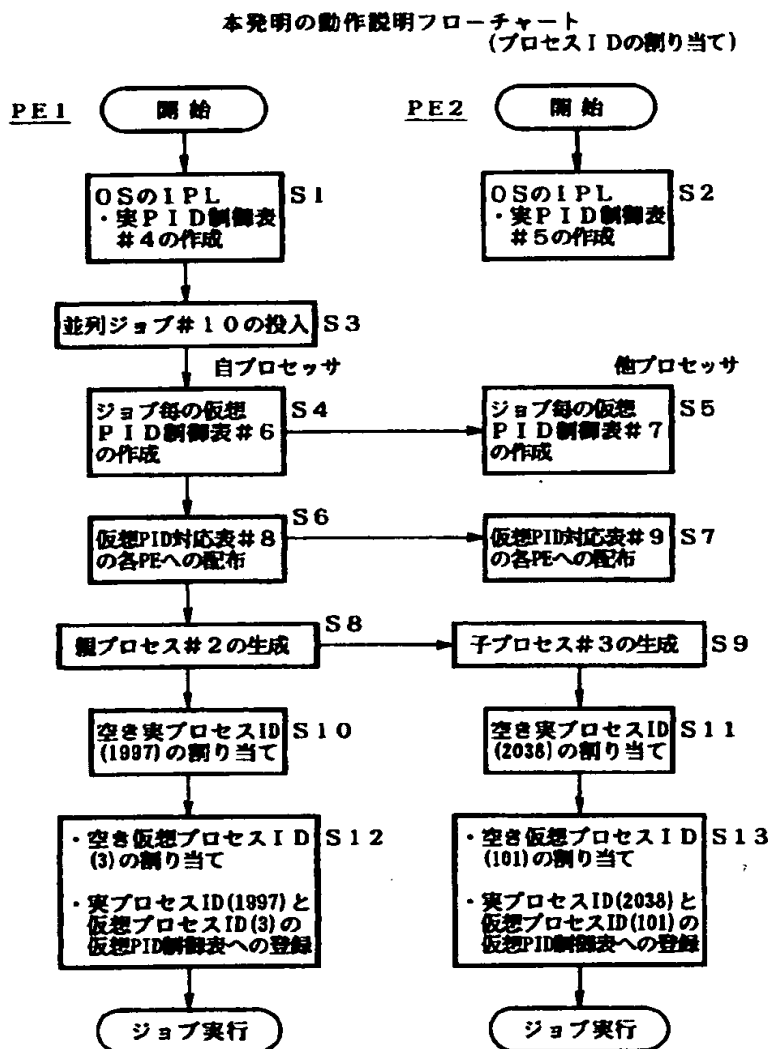 本発明の動作説明フローチャート
(プロセスIDの割り当て)
PE1
開始
PE2
開始
OSのIPL
・実PID制御表
#4の作成
S1
OSのIPL
・実PID制御表
#5の作成
S2
並列ジョブ#10の投入
S3
自プロセッサ
他プロセッサ
ジョブ毎の仮想
PID制御表#6
の作成
S4
ジョブ毎の仮想
PID制御表#7
の作成
S5
仮想PID対応表#8
の各PEへの配布
S6
仮想PID対応表#9
の各PEへの配布
S7
親プロセス#2の生成
S8
子プロセス#3の生成
S9
空き実プロセスID
(1997)の割り当て
S10
空き実プロセスID
(2038)の割り当て
S11
・空き仮想プロセスID
(3)の割り当て
・実プロセスID(1997)と
仮想プロセスID(3)の
仮想PID制御表への登録
S12
・空き仮想プロセスID
(101)の割り当て
・実プロセスID(2038)と
仮想プロセスID(101)の
仮想PID制御表への登録
S13
ジョブ実行
ジョブ実行